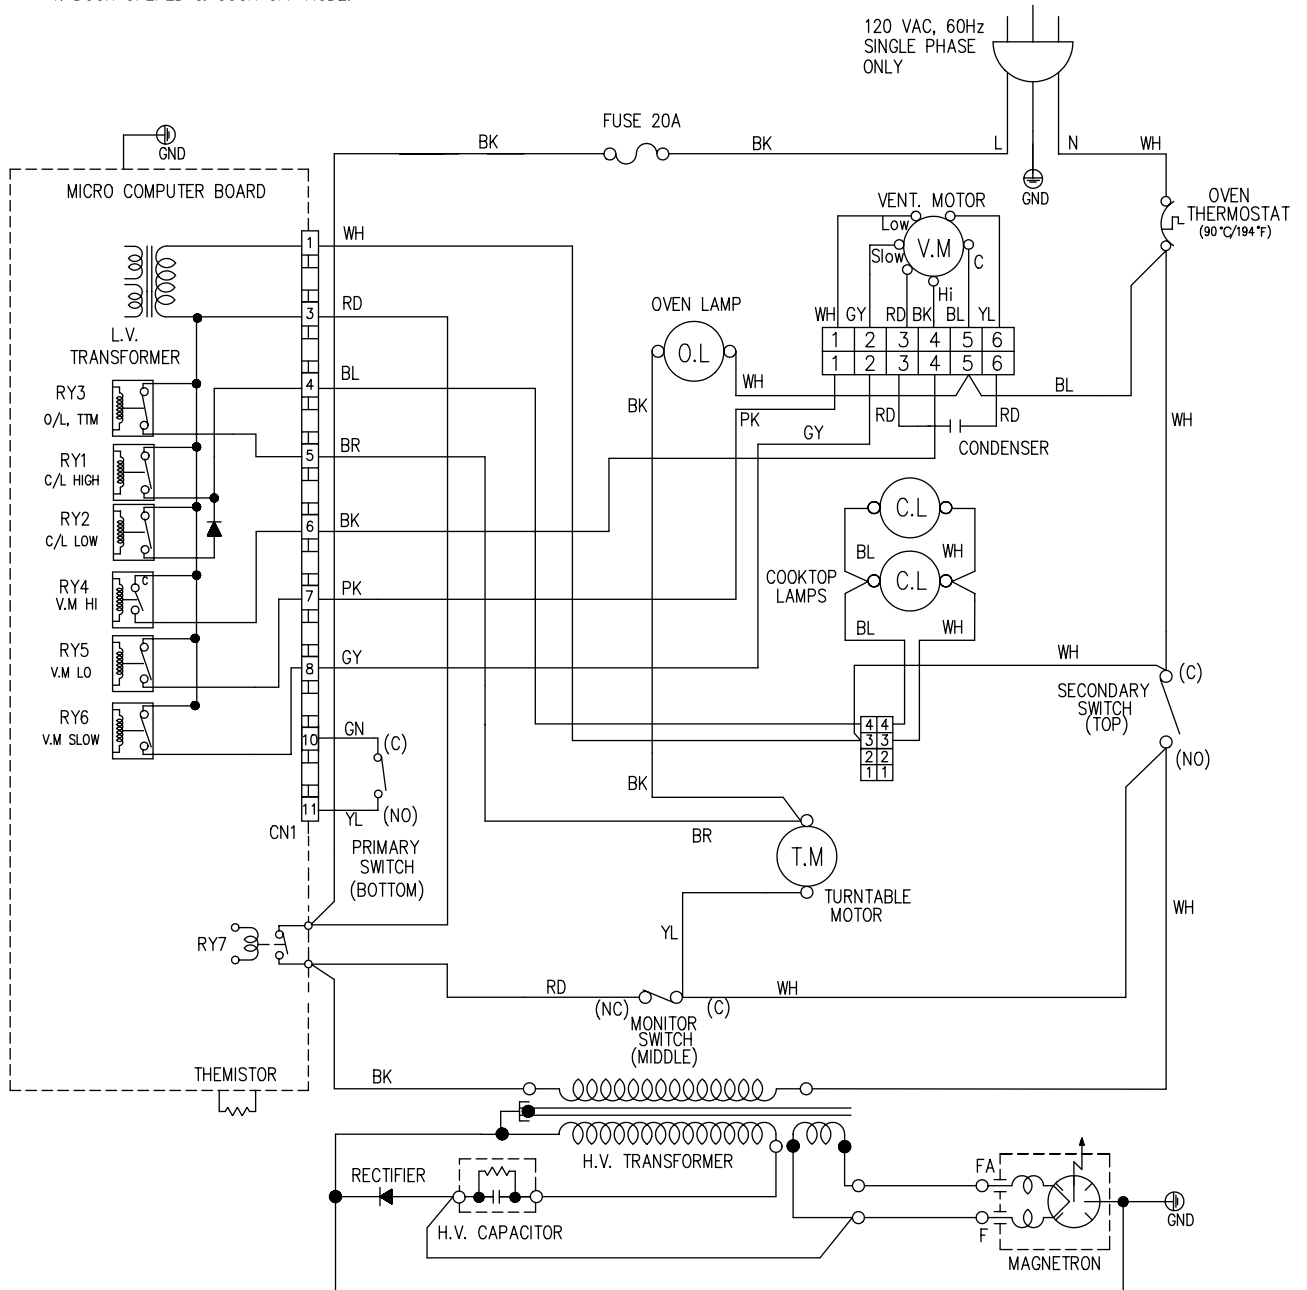 120 VAC, 60Hz
SINGLE PHASE
ONLY
FUSE 20A
BK
BK
L
N
WH
GND
GND
MICRO COMPUTER BOARD
OVEN
THERMOSTAT
(90°C/194°F)
VENT. MOTOR
Low
Slow
V.M
C
Hi
WH
GY
RD
BK
BL
YL
1 2 3 4 5 6
1 2 3 4 5 6
1
WH
3
RD
L.V.
TRANSFORMER
OVEN LAMP
O.L
WH
BK
PK
GY
RD
RD
BL
CONDENSER
WH
RY3
O/L, TTM
4
BL
RY1
C/L HIGH
5
BR
RY2
C/L LOW
6
BK
RY4
V.M HI
C
7
PK
RY5
V.M LO
8
GY
RY6
V.M SLOW
10
GN
(C)
11
YL
(NO)
CN1
PRIMARY
SWITCH
(BOTTOM)
C.L
BL
WH
COOKTOP
LAMPS
C.L
BL
WH
WH
(C)
SECONDARY
SWITCH
(TOP)
(NO)
4 4
3 3
2 2
1 1
BK
BR
T.M
TURNTABLE
MOTOR
YL
WH
RY7
RD
(NC)
(C)
WH
MONITOR
SWITCH
(MIDDLE)
THEMISTOR
BK
H.V. TRANSFORMER
RECTIFIER
H.V. CAPACITOR
FA
F
GND
MAGNETRON